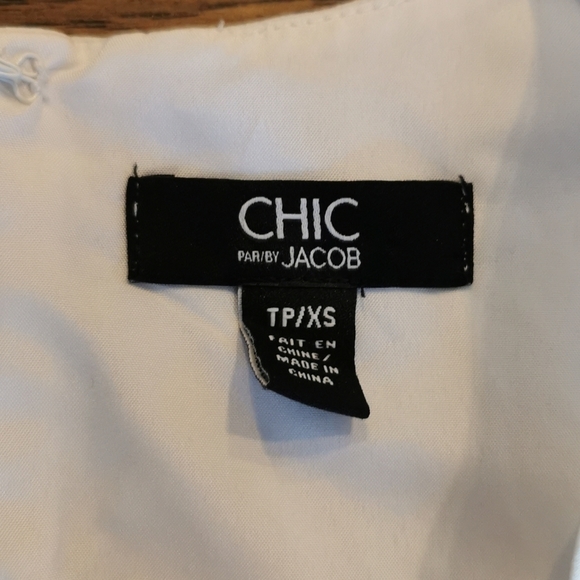 CHIC
PAR/BY JACOB
TP/XS
FAIT EN
CHINE/
MADE IN
CHINA